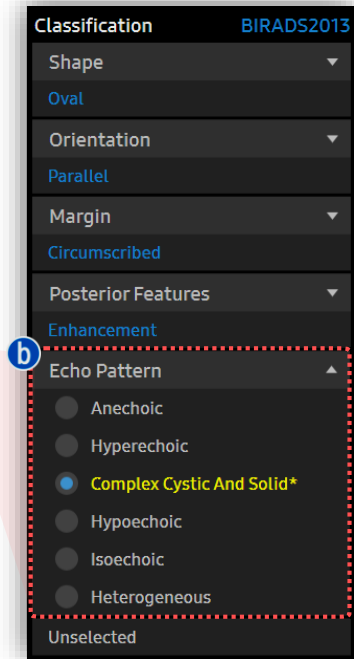 Classification BIRADS2013
Shape
Oval
Orientation
Parallel
Margin
Circumscribed
Posterior Features
Enhancement
b
Echo Pattern
Anechoic
Hyperechoic
Complex Cystic And Solid*
Hypoechoic
Isoechoic
Heterogeneous
Unselected